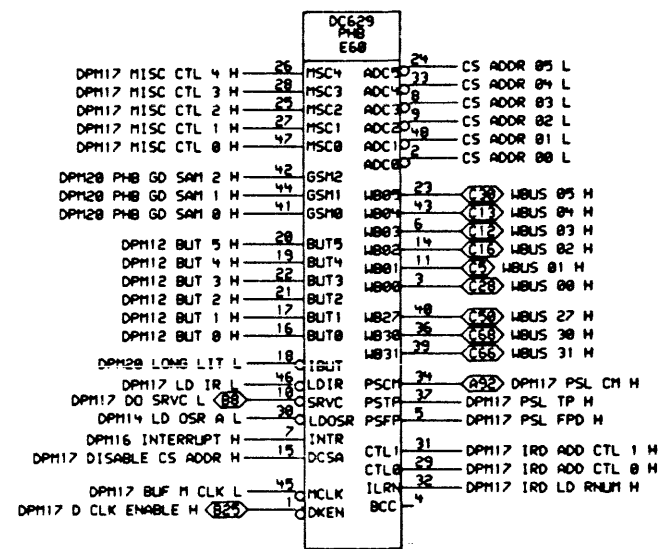 DC629
PHB
E60
DPM17 MISC CTL 4 H 26 MSC4 ADC5 24 CS ADDR 05 L
DPM17 MISC CTL 3 H 28 MSC3 ADC4 33 CS ADDR 04 L
DPM17 MISC CTL 2 H 25 MSC2 ADC3 8 CS ADDR 03 L
DPM17 MISC CTL 1 H 27 MSC1 ADC2 9 CS ADDR 02 L
DPM17 MISC CTL 0 H 47 MSC0 ADC1 48 CS ADDR 01 L
ADC0 2 CS ADDR 00 L
DPM20 PHB GD SAM 2 H 42 GSM2
DPM20 PHB GD SAM 1 H 44 GSM1 WB05 23 C30 WBUS 05 H
DPM20 PHB GD SAM 0 H 41 GSM0 WB04 43 C13 WBUS 04 H
WB03 6 C12 WBUS 03 H
DPM12 BUT 5 H 20 BUT5 WB02 14 C16 WBUS 02 H
DPM12 BUT 4 H 19 BUT4 WB01 11 C5 WBUS 01 H
DPM12 BUT 3 H 22 BUT3 WB00 3 C28 WBUS 00 H
DPM12 BUT 2 H 21 BUT2
DPM12 BUT 1 H 17 BUT1 WB27 40 C50 WBUS 27 H
DPM12 BUT 0 H 16 BUT0 WB30 36 C68 WBUS 30 H
WB31 39 C66 WBUS 31 H
DPM20 LONG LIT L 18 IBUT
DPM17 LD IR L 46 LDIR PSCM 34 A92 DPM17 PSL CM H
DPM17 DO SRVC L B8 10 SRVC PSTP 37 DPM17 PSL TP H
DPM14 LD OSR A L 30 LDOSR PSFP 5 DPM17 PSL FPD H
DPM16 INTERRUPT H 7 INTR
DPM17 DISABLE CS ADDR H 15 DCSA CTL1 31 DPM17 IRD ADD CTL 1 H
CTL0 29 DPM17 IRD ADD CTL 0 H
DPM17 BUF M CLK L 45 MCLK ILRN 32 DPM17 IRD LD RNUM H
DPM17 D CLK ENABLE H B25 1 DKEN BCC 4